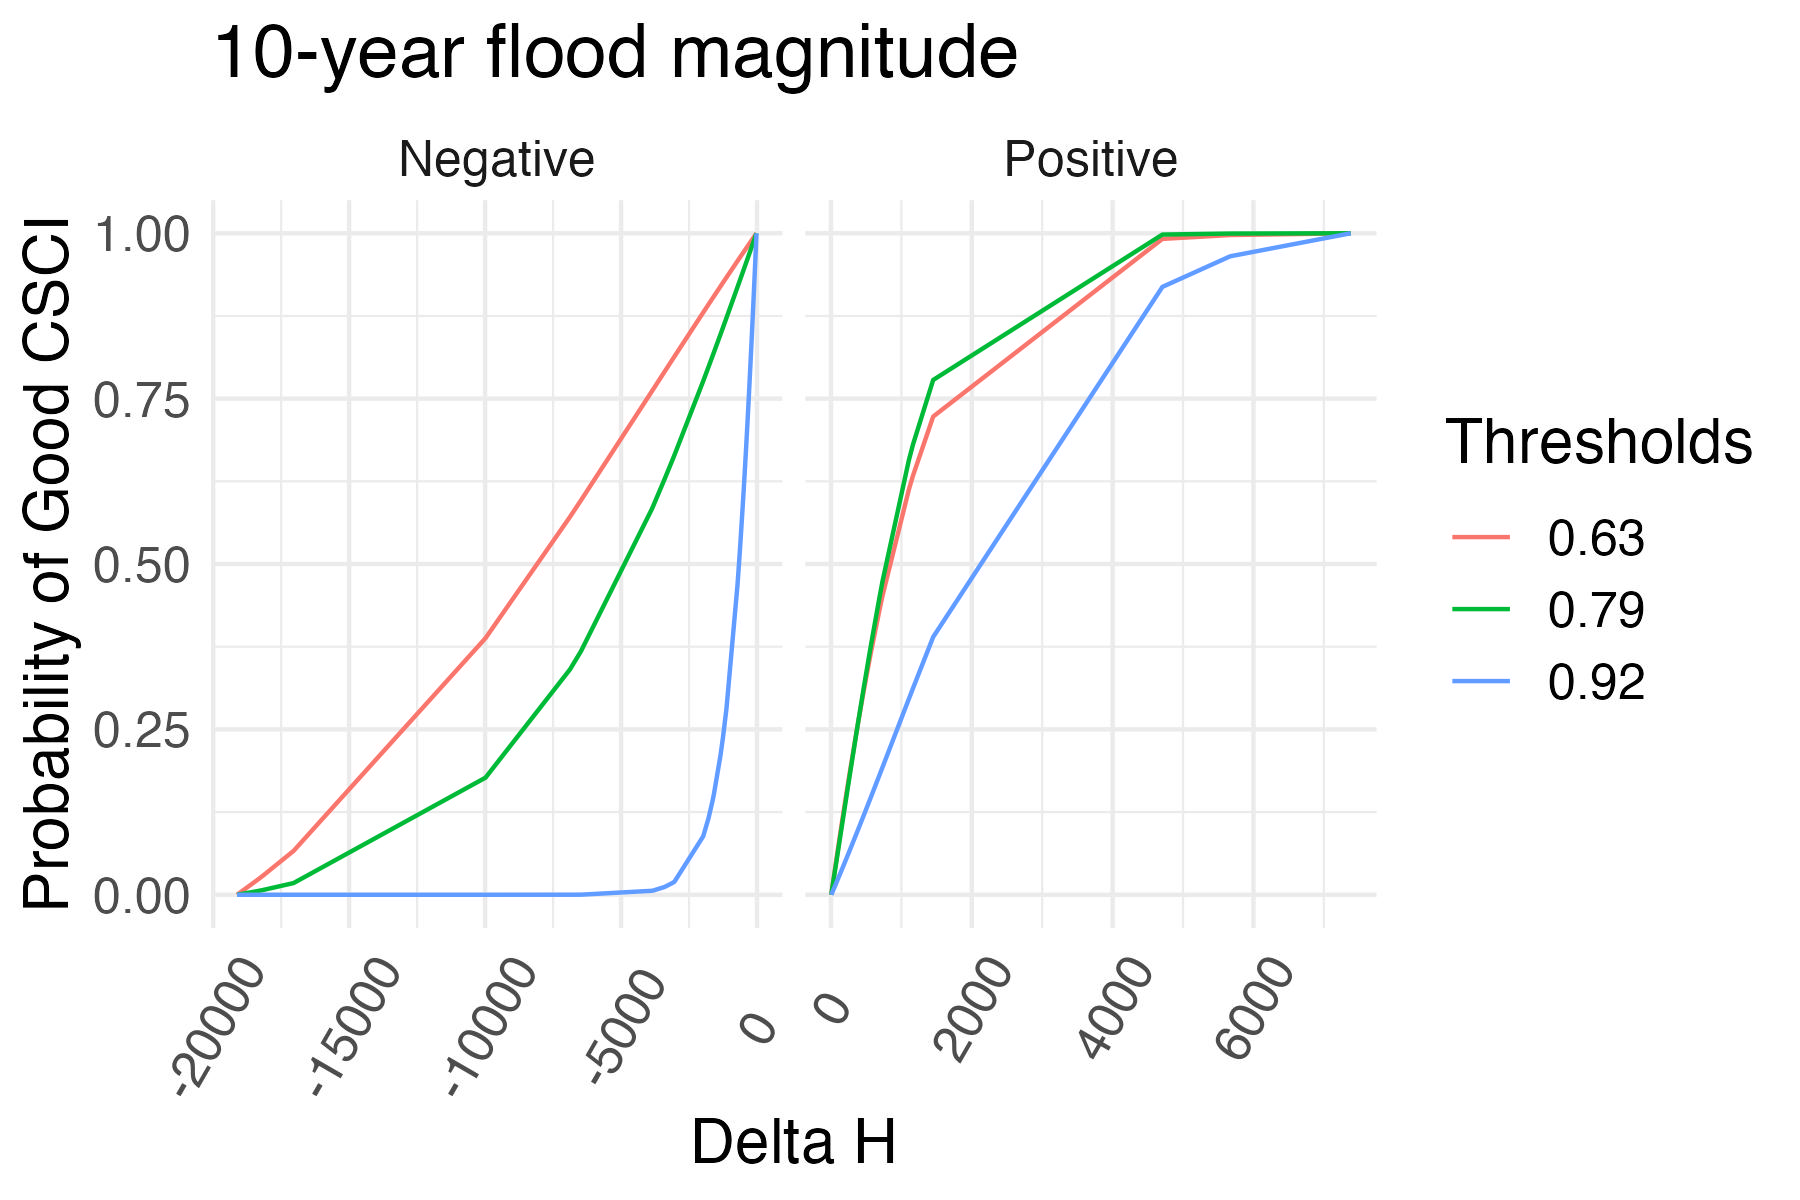 10-year flood magnitude
Negative
Positive
Probability of Good CSCI
1.00
0.75
0.50
0.25
0.00
-20000
-15000
-10000
-5000
0
0
2000
4000
6000
Delta H
Thresholds
0.63
0.79
0.92